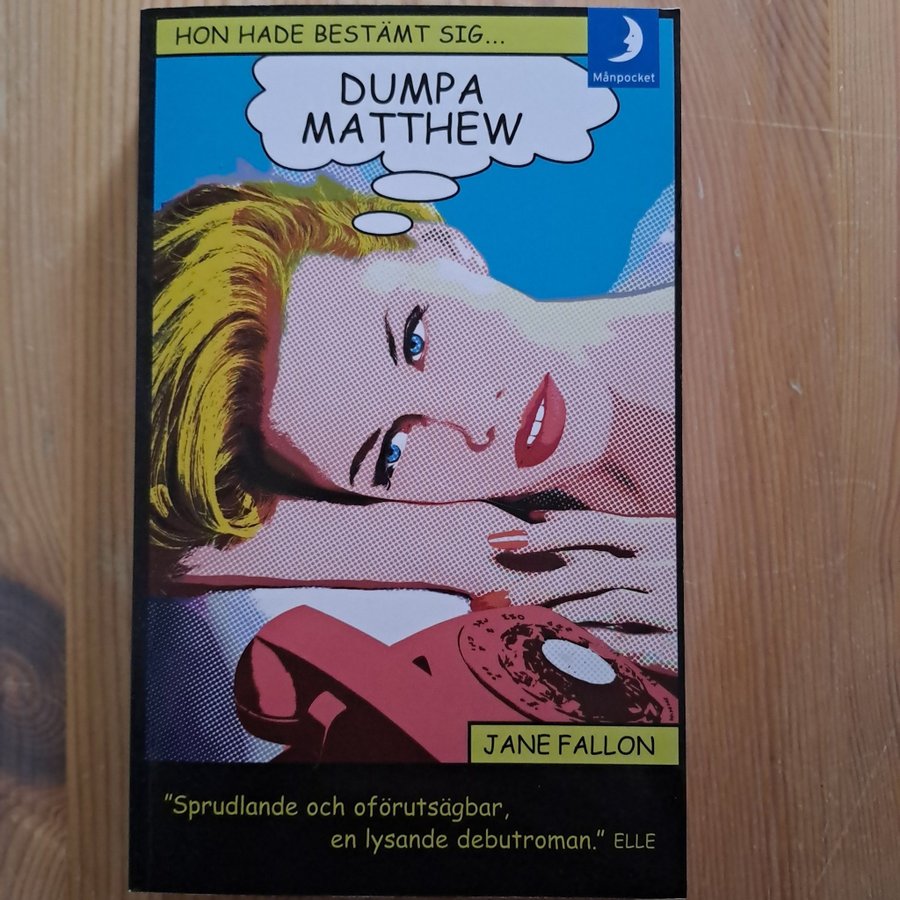 HON HADE BESTÄMT SIG...
Månpocket
DUMPA
MATTHEW
JANE FALLON
"Sprudlande och oförutsägbar,
en lysande debutroman." ELLE